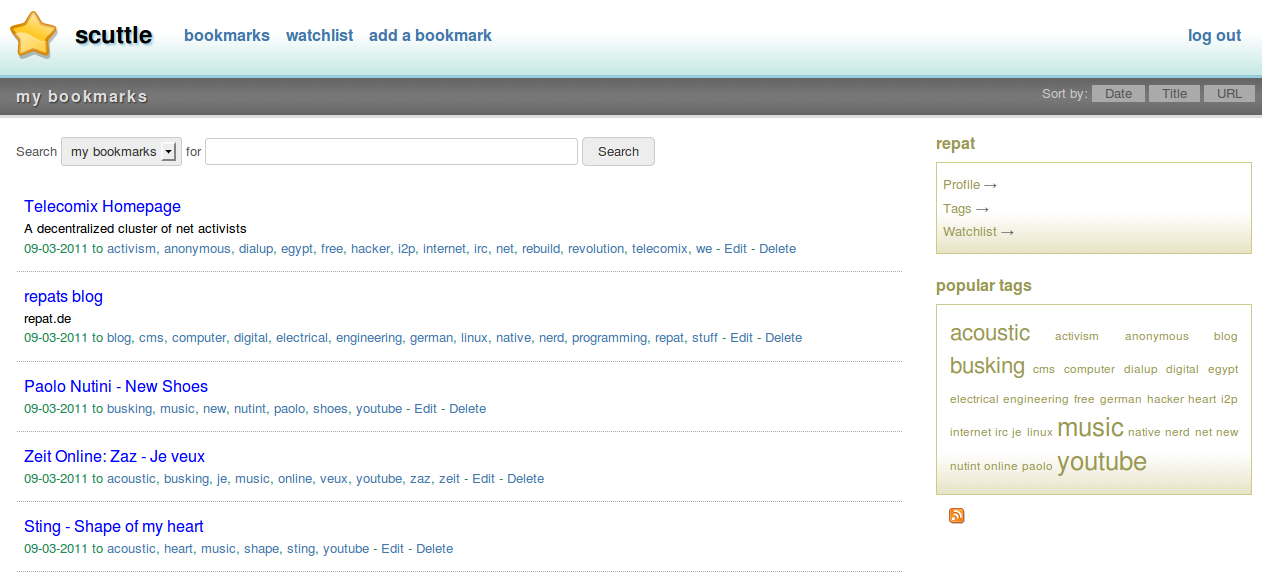 scuttle bookmarks watchlist add a bookmark log out
my bookmarks Sort by: Date Title URL
Search my bookmarks for Search
Telecomix Homepage
A decentralized cluster of net activists
09-03-2011 to activism, anonymous, dialup, egypt, free, hacker, i2p, internet, irc, net, rebuild, revolution, telecomix, we - Edit - Delete
repats blog
repat.de
09-03-2011 to blog, cms, computer, digital, electrical, engineering, german, linux, native, nerd, programming, repat, stuff - Edit - Delete
Paolo Nutini - New Shoes
09-03-2011 to busking, music, new, nutint, paolo, shoes, youtube - Edit - Delete
Zeit Online: Zaz - Je veux
09-03-2011 to acoustic, busking, je, music, online, veux, youtube, zaz, zeit - Edit - Delete
Sting - Shape of my heart
09-03-2011 to acoustic, heart, music, shape, sting, youtube - Edit - Delete
repat
Profile →
Tags →
Watchlist →
popular tags
acoustic activism anonymous blog
busking cms computer dialup digital egypt
electrical engineering free german hacker heart i2p
internet irc je linux music native nerd net new
nutint online paolo youtube